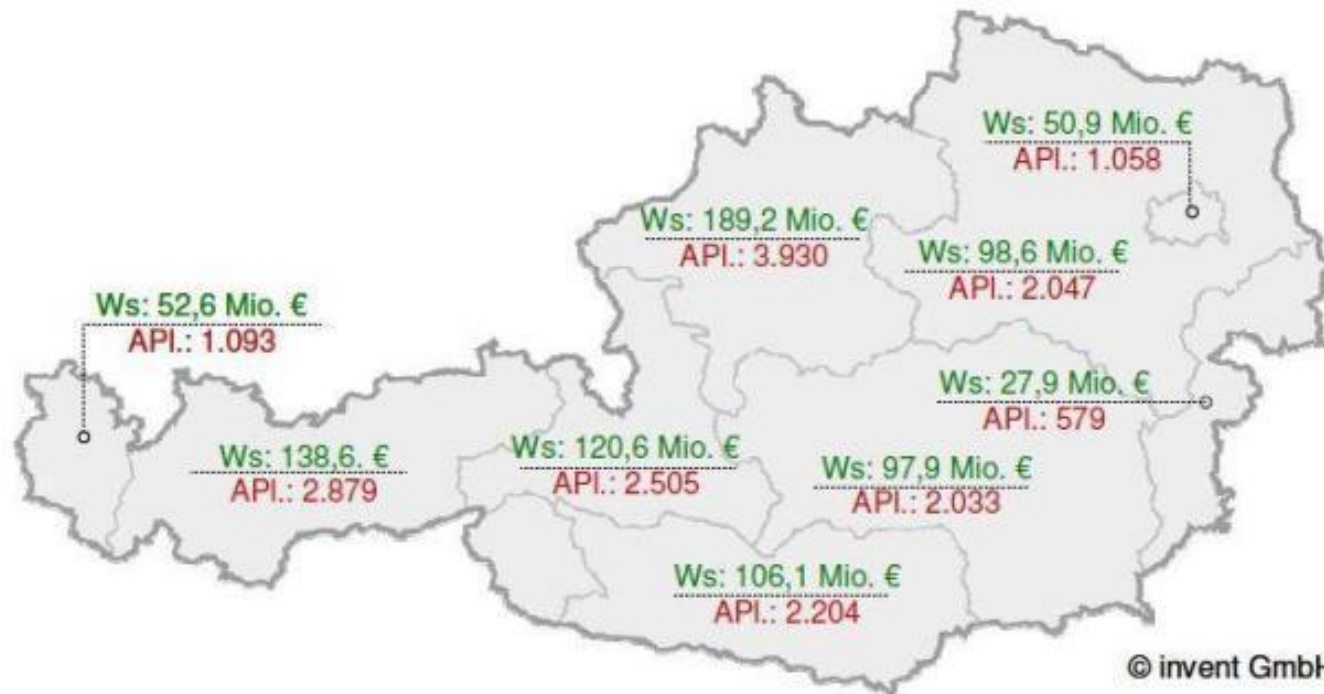 Ws: 50,9 Mio. €
APl.: 1.058
Ws: 189,2 Mio. €
APl.: 3.930
Ws: 98,6 Mio. €
APl.: 2.047
Ws: 52,6 Mio. €
APl.: 1.093
Ws: 27,9 Mio. €
APl.: 579
Ws: 138,6. €
APl.: 2.879
Ws: 120,6 Mio. €
APl.: 2.505
Ws: 97,9 Mio. €
APl.: 2.033
Ws: 106,1 Mio. €
APl.: 2.204
© invent GmbH